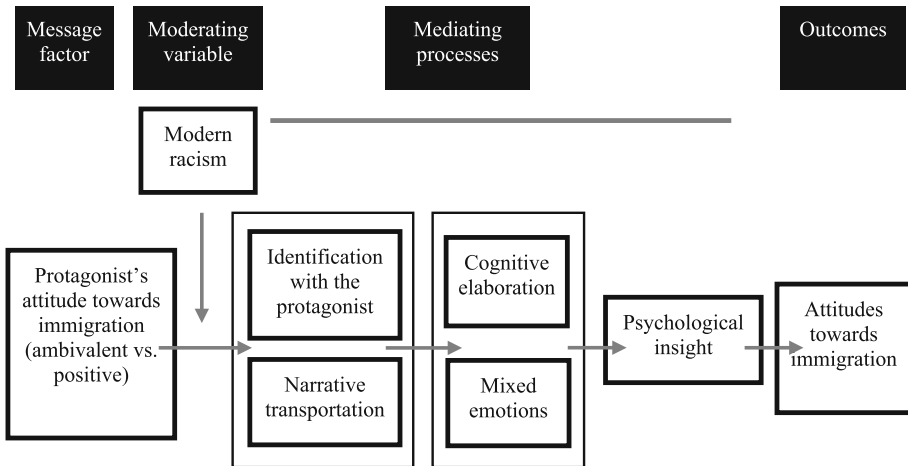 Message
factor
Moderating
variable
Mediating
processes
Outcomes
Modern
racism
Protagonist's
attitude towards
immigration
(ambivalent vs.
positive)
Identification
with the
protagonist
Narrative
transportation
Cognitive
elaboration
Mixed
emotions
Psychological
insight
Attitudes
towards
immigration